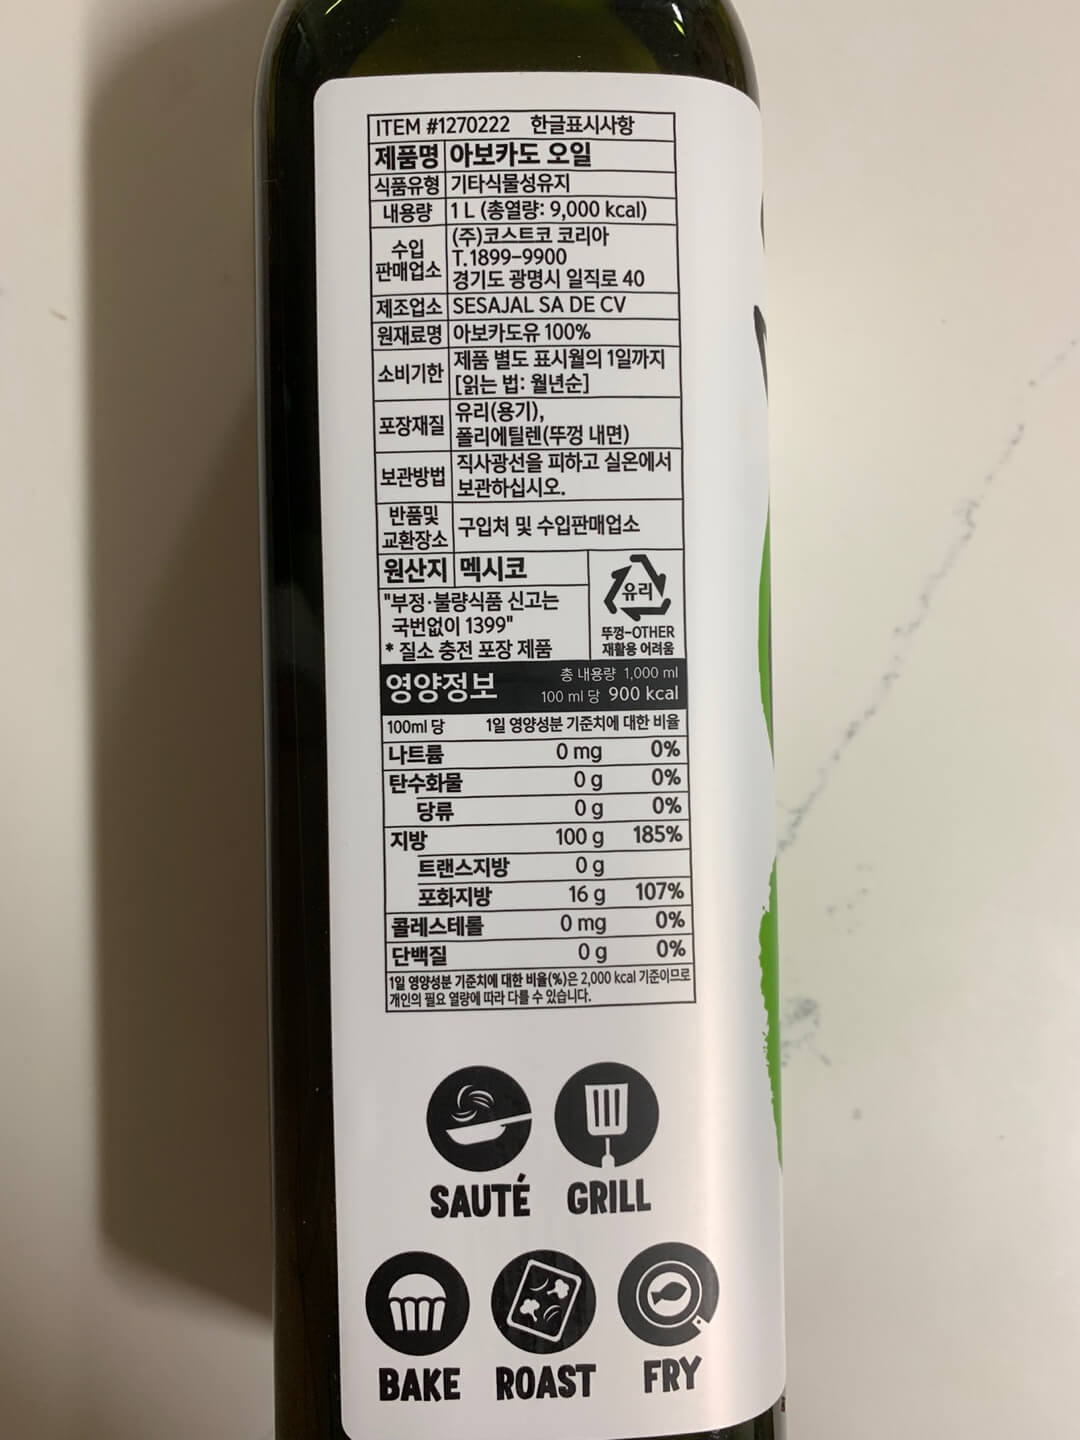 ITEM #1270222 한글표시사항
제품명 아보카도 오일
식품유형 기타식물성유지
내용량 1 L (총열량: 9,000 kcal)
수입
판매업소
(주)코스트코 코리아
T.1899-9900
경기도 광명시 일직로 40
제조업소 SESAJAL SA DE CV
원재료명 아보카도유 100%
소비기한
제품 별도 표시월의 1일까지
[읽는 법: 월년순]
포장재질
유리(용기),
폴리에틸렌(뚜껑 내면)
보관방법
직사광선을 피하고 실온에서
보관하십시오.
반품및
교환장소
구입처 및 수입판매업소
원산지 멕시코
"부정·불량식품 신고는
국번없이 1399"
* 질소 충전 포장 제품
유리
뚜껑-OTHER
재활용 어려움
영양정보
총 내용량 1,000 ml
100 ml 당 900 kcal
100ml 당 1일 영양성분 기준치에 대한 비율
나트륨 0 mg 0%
탄수화물 0 g 0%
당류 0 g 0%
지방 100 g 185%
트랜스지방 0 g
포화지방 16 g 107%
콜레스테롤 0 mg 0%
단백질 0 g 0%
1일 영양성분 기준치에 대한 비율(%)은 2,000 kcal 기준이므로
개인의 필요 열량에 따라 다를 수 있습니다.
SAUTÉ GRILL
BAKE ROAST FRY